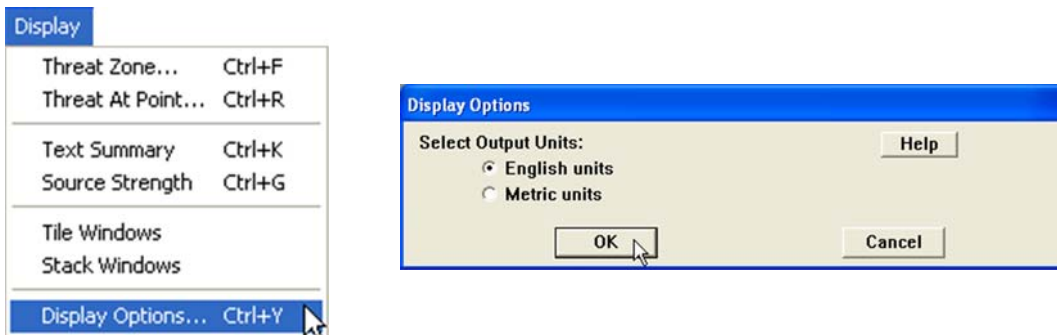 Display
Threat Zone... Ctrl+F
Threat At Point... Ctrl+R
Text Summary Ctrl+K
Source Strength Ctrl+G
Tile Windows
Stack Windows
Display Options... Ctrl+Y
Display Options
Select Output Units:
English units
Metric units
Help
OK
Cancel